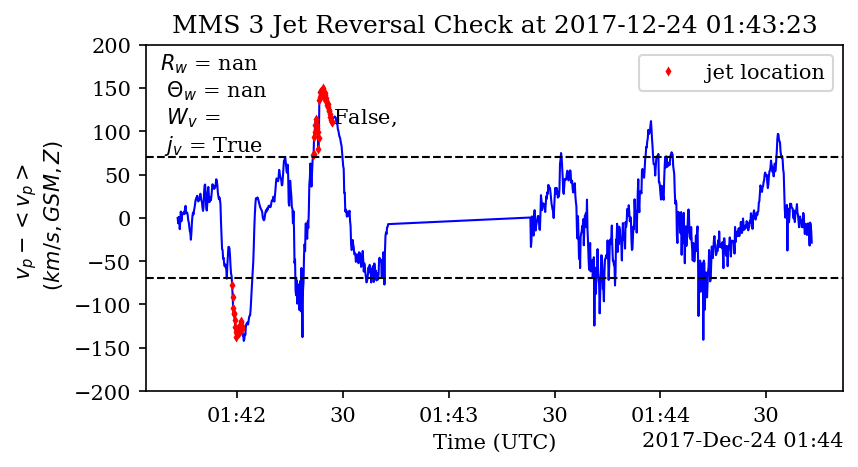 MMS 3 Jet Reversal Check at 2017-12-24 01:43:23
R_w = nan
Θ_w = nan
W_v = False,
j_v = True
jet location
v_p − < v_p >
(km/s, GSM, Z)
200
150
100
50
0
−50
−100
−150
−200
01:42 30 01:43 30 01:44 30
Time (UTC)
2017-Dec-24 01:44